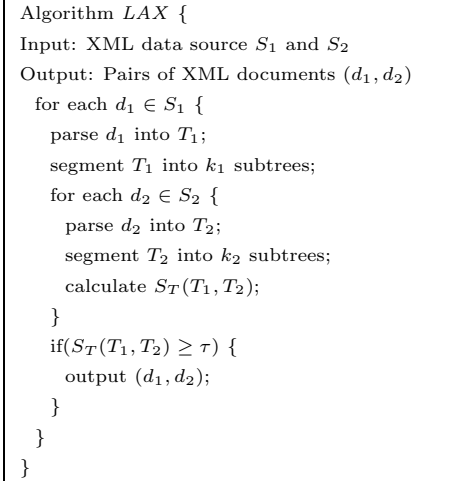 Algorithm LAX {
Input: XML data source S₁ and S₂
Output: Pairs of XML documents (d₁, d₂)
for each d₁ ∈ S₁ {
parse d₁ into T₁;
segment T₁ into k₁ subtrees;
for each d₂ ∈ S₂ {
parse d₂ into T₂;
segment T₂ into k₂ subtrees;
calculate S_T(T₁, T₂);
}
if(S_T(T₁, T₂) ≥ τ) {
output (d₁, d₂);
}
}
}